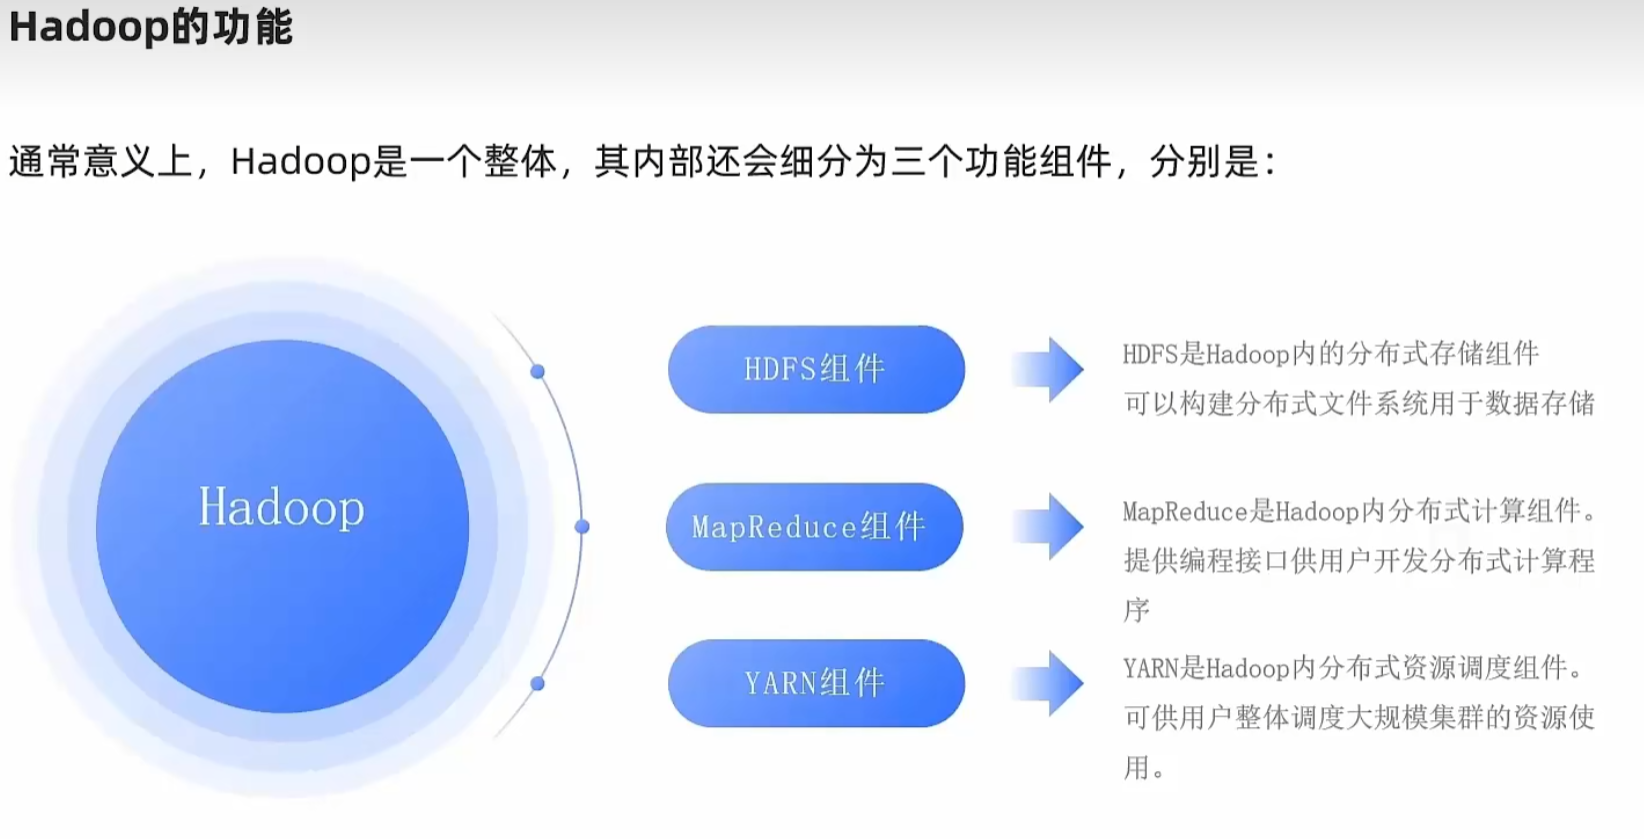 Hadoop的功能
通常意义上，Hadoop是一个整体，其内部还会细分为三个功能组件，分别是：
Hadoop
HDFS组件
HDFS是Hadoop内的分布式存储组件
可以构建分布式文件系统用于数据存储
MapReduce组件
MapReduce是Hadoop内分布式计算组件。
提供编程接口供用户开发分布式计算程
序
YARN组件
YARN是Hadoop内分布式资源调度组件。
可供用户整体调度大规模集群的资源使
用。